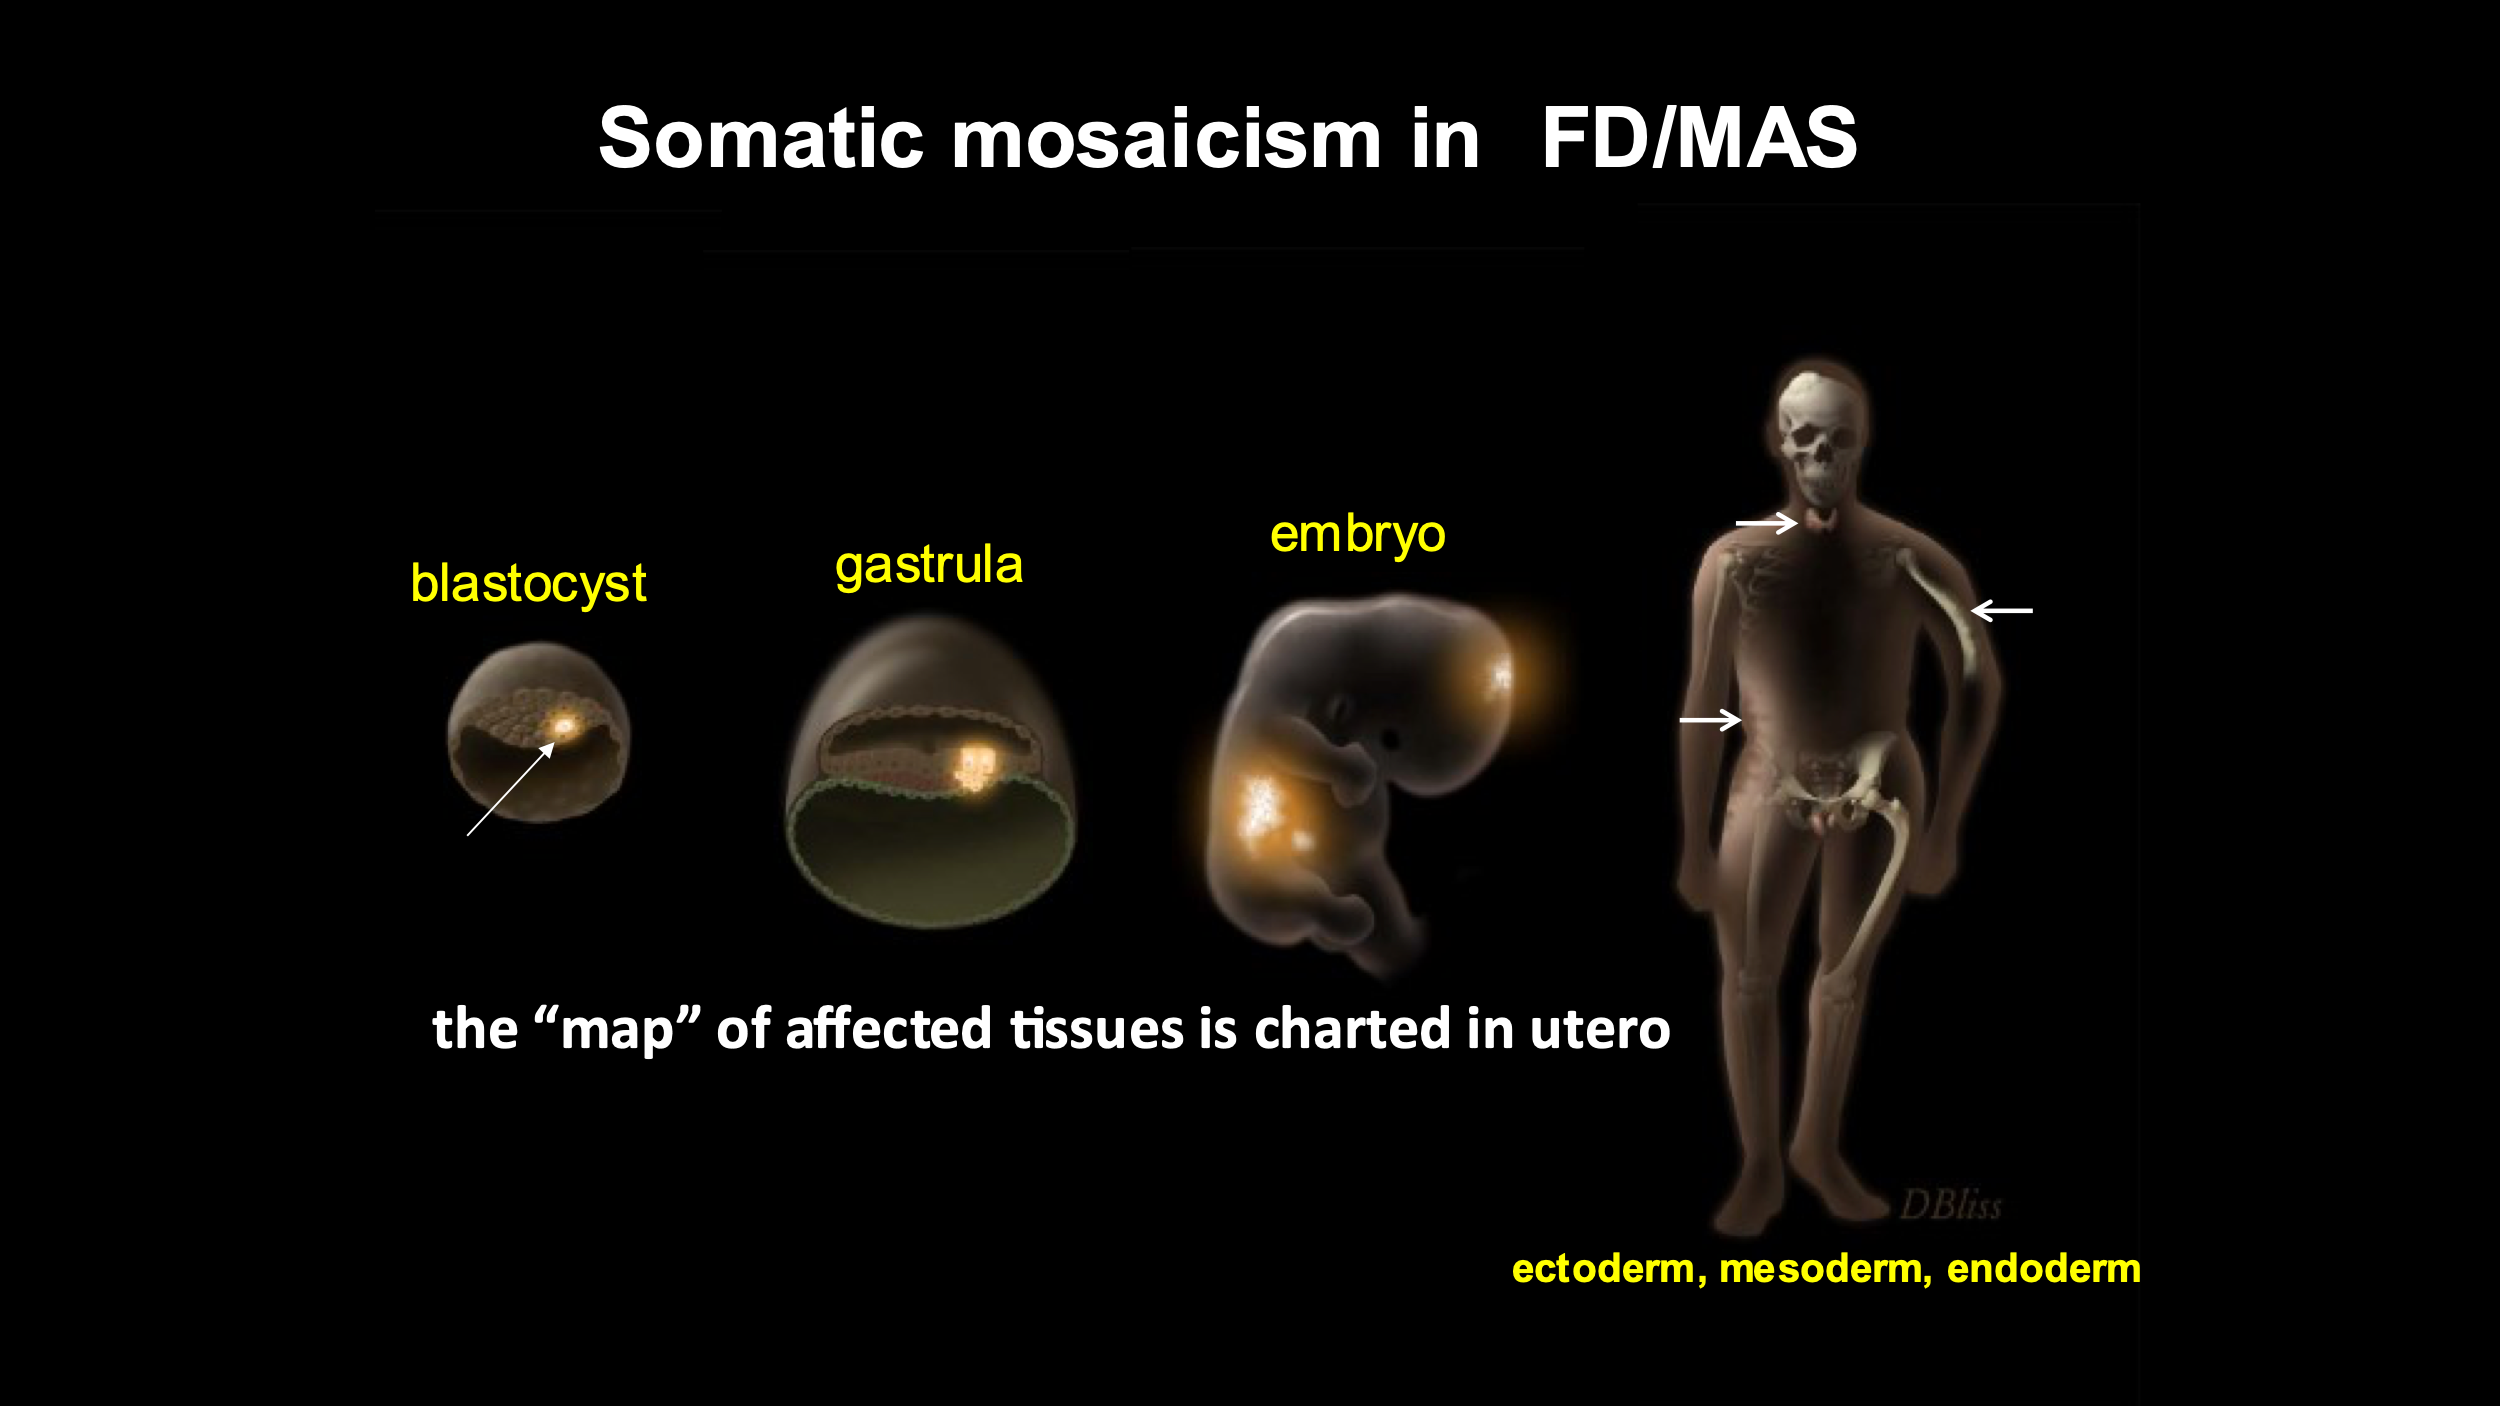 Somatic mosaicism in FD/MAS
blastocyst
gastrula
embryo
the “map” of affected tissues is charted in utero
DBliss
ectoderm, mesoderm, endoderm